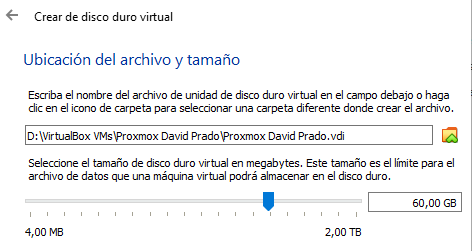 Crear de disco duro virtual
Ubicación del archivo y tamaño
Escriba el nombre del archivo de unidad de disco duro virtual en el campo debajo o haga
clic en el icono de carpeta para seleccionar una carpeta diferente donde crear el archivo.
D:\VirtualBox VMs\Proxmox David Prado\Proxmox David Prado.vdi
Seleccione el tamaño de disco duro virtual en megabytes. Este tamaño es el límite para el
archivo de datos que una máquina virtual podrá almacenar en el disco duro.
60,00 GB
4,00 MB 2,00 TB